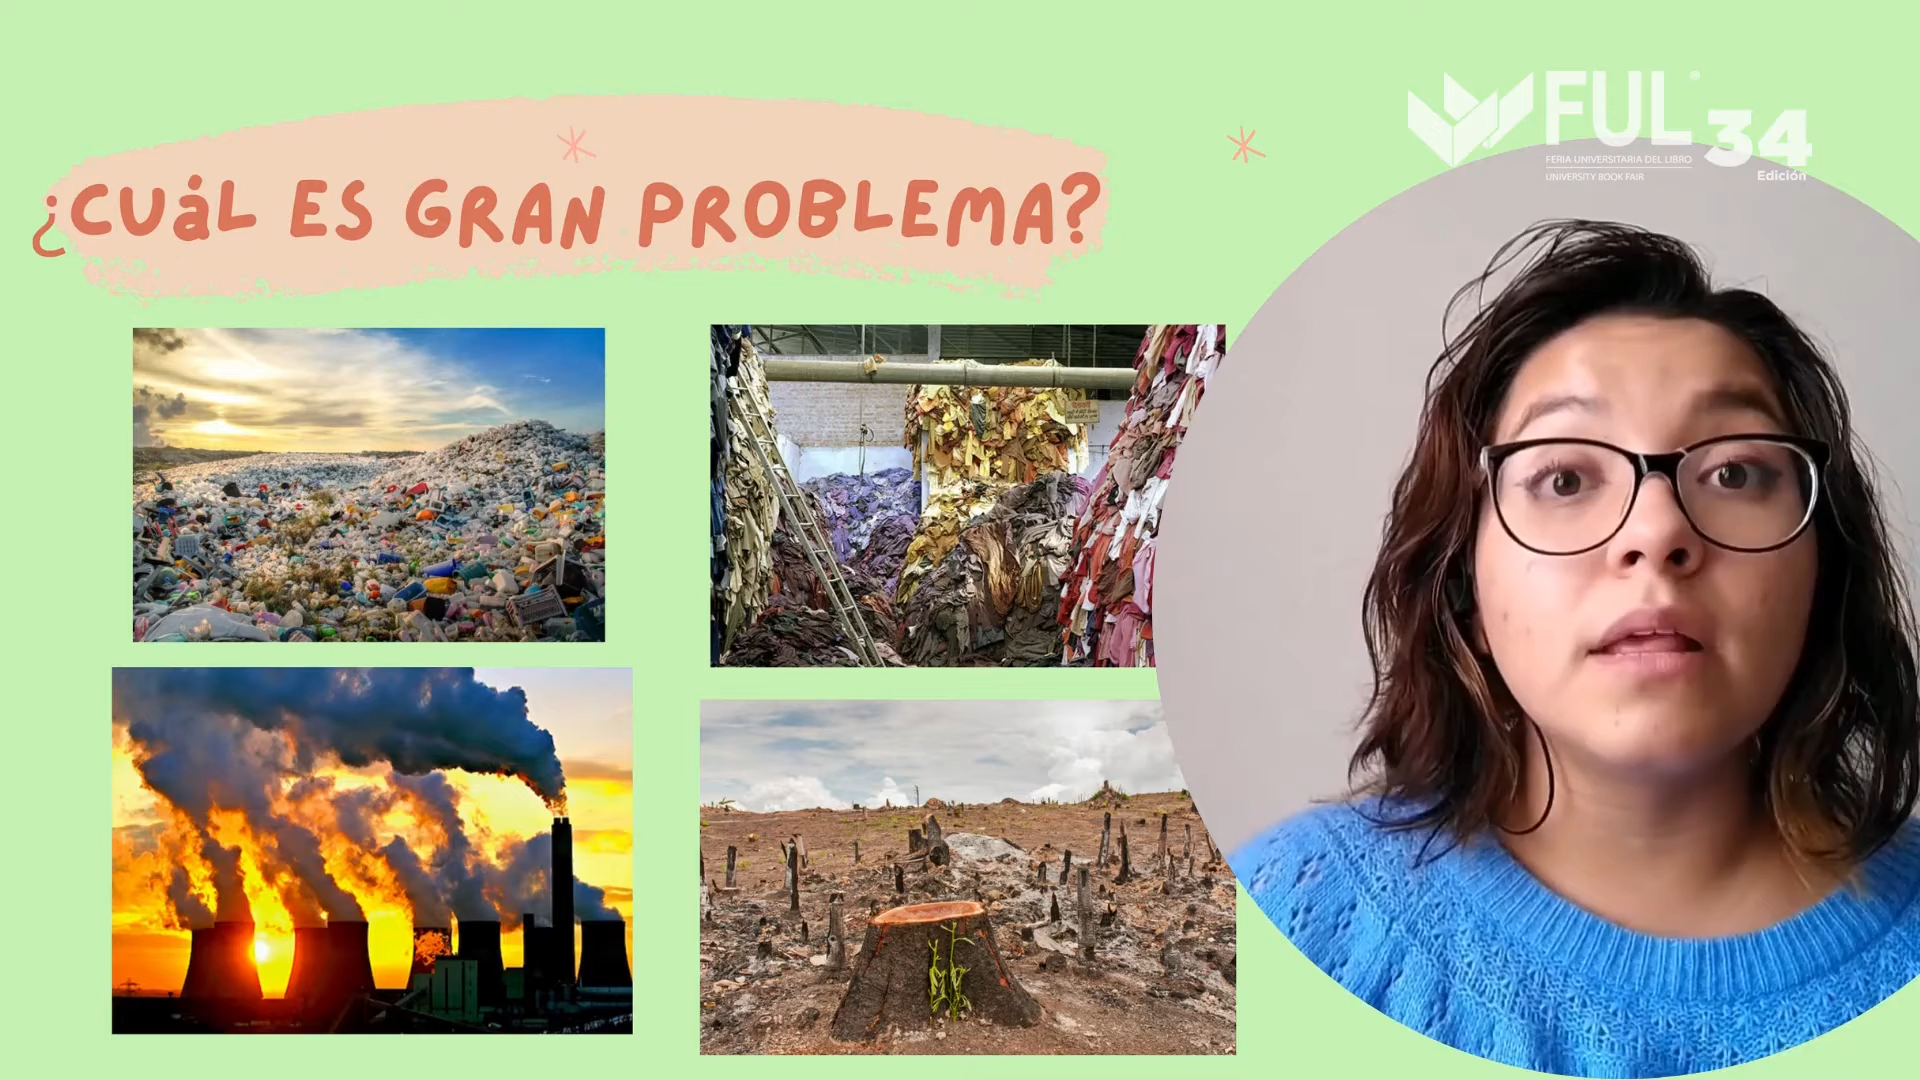 ¿CUáL ES GRAN PROBLEMA?
FUL®
34
FERIA UNIVERSITARIA DEL LIBRO
UNIVERSITY BOOK FAIR
Edición